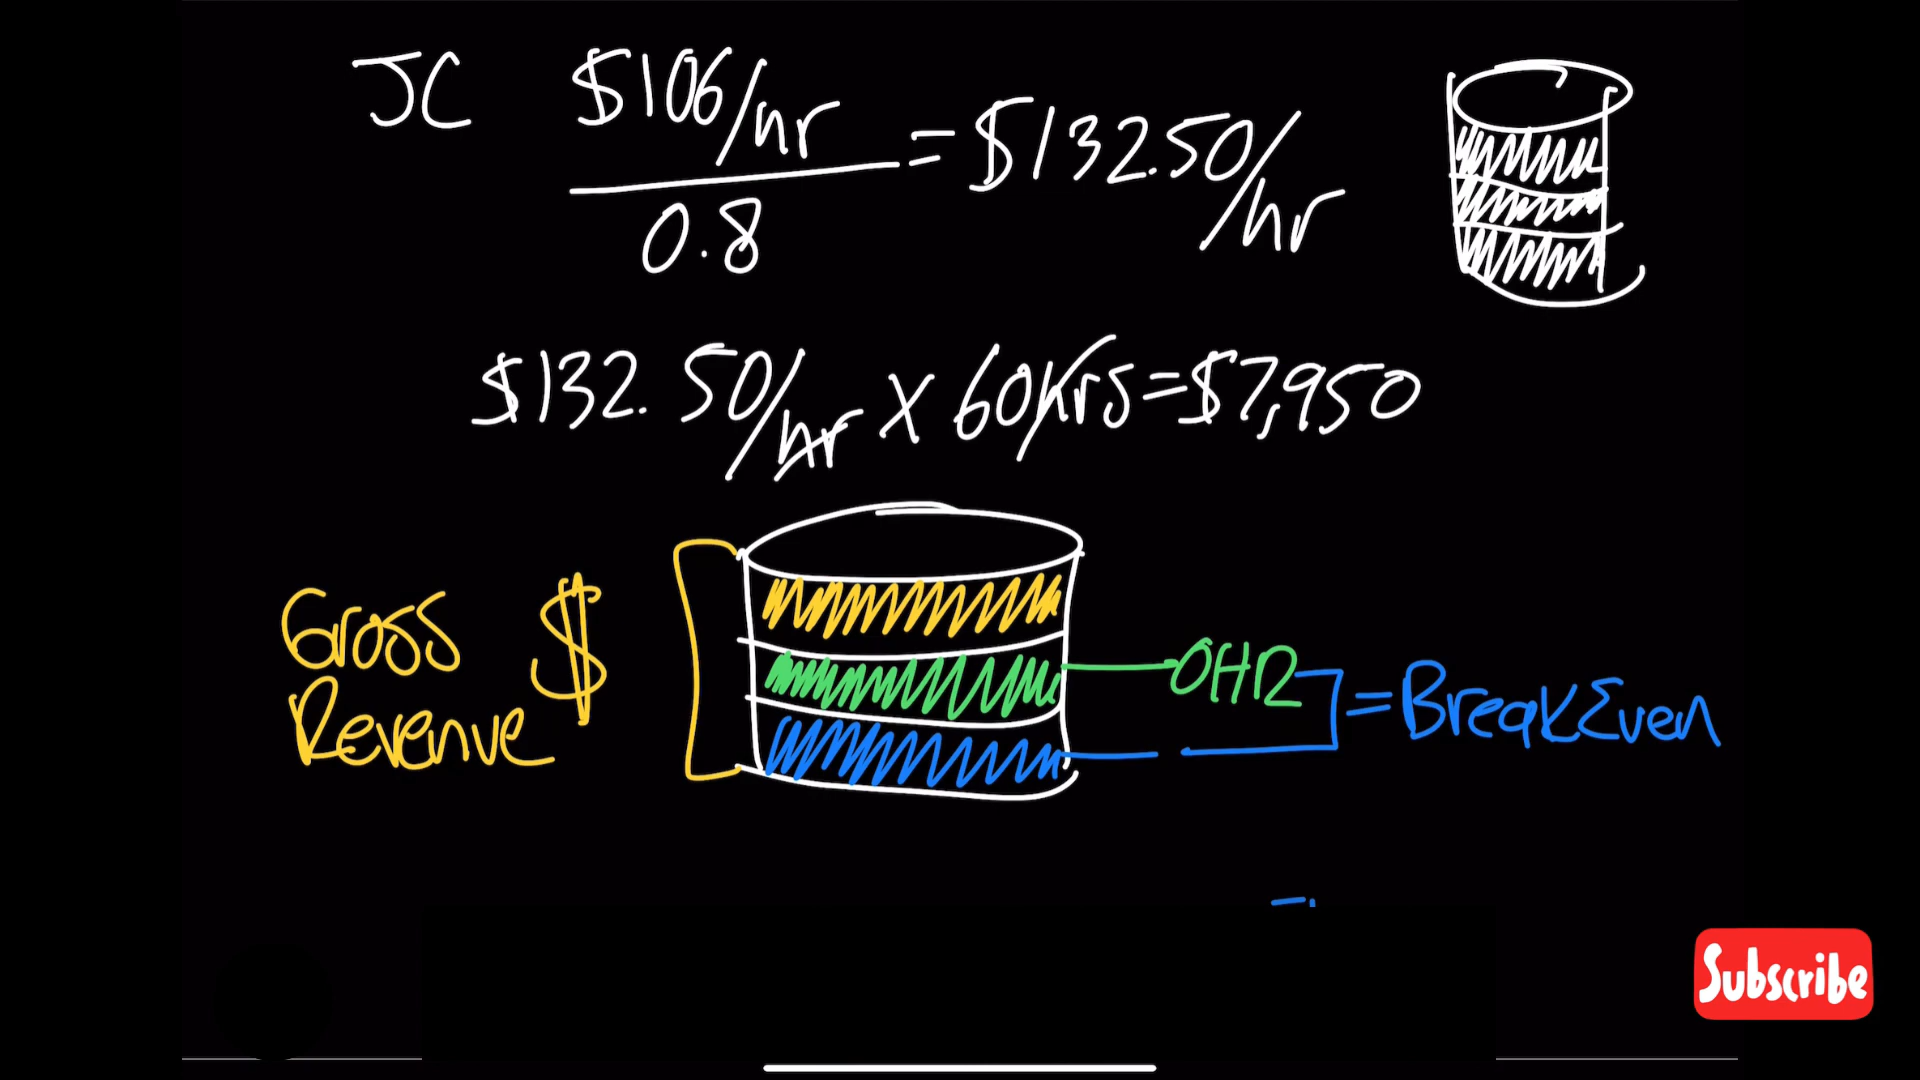 JC $106/hr = $132.50/hr
0.8
$132.50/hr x 60hrs = $7,950
Gross $
Revenue
OHR
= BreakEven
Subscribe